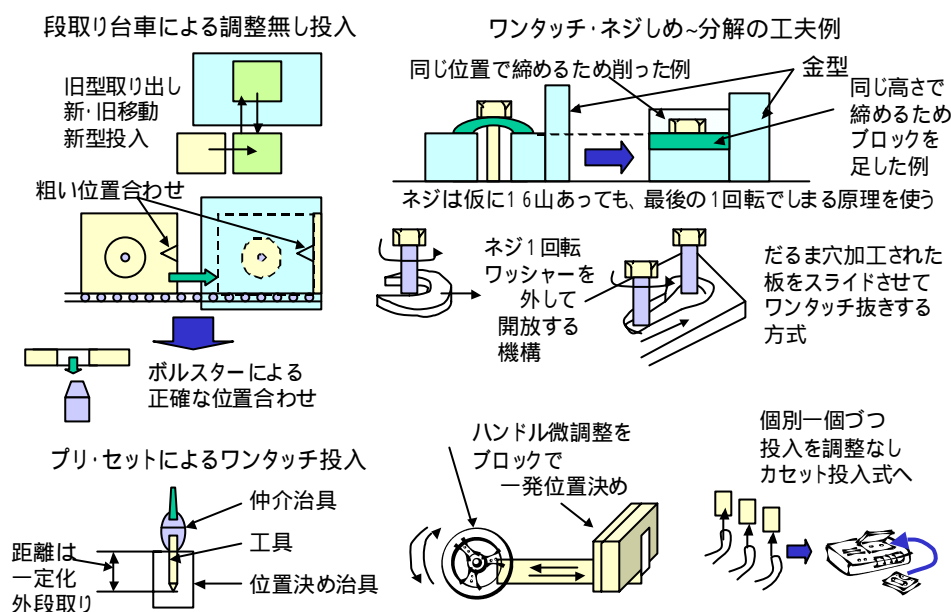 段取り台車による調整無し投入
旧型取り出し
新・旧移動
新型投入
粗い位置合わせ
ボルスターによる
正確な位置合わせ
ワンタッチ・ネジしめ~分解の工夫例
同じ位置で締めるため削った例
金型
同じ高さで
締めるため
ブロックを
足した例
ネジは仮に16山あっても、最後の1回転でしまる原理を使う
ネジ1回転
ワッシャーを
外して
開放する
機構
だるま穴加工された
板をスライドさせて
ワンタッチ抜きする
方式
プリ・セットによるワンタッチ投入
仲介治具
工具
位置決め治具
距離は
一定化
外段取り
ハンドル微調整を
ブロックで
一発位置決め
個別一個づつ
投入を調整なし
カセット投入式へ